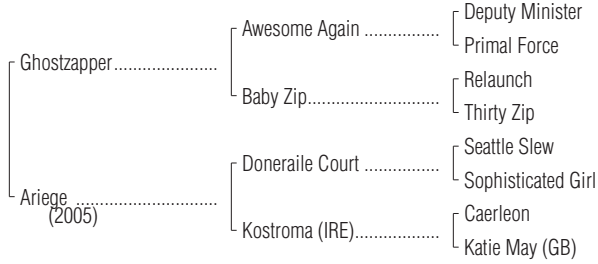 Deputy Minister
Awesome Again ................
Primal Force
Ghostzapper......................
Relaunch
Baby Zip............................
Thirty Zip
Seattle Slew
Doneraile Court ................
Sophisticated Girl
Ariege ..............................
(2005)
Caerleon
Kostroma (IRE)..................
Katie May (GB)